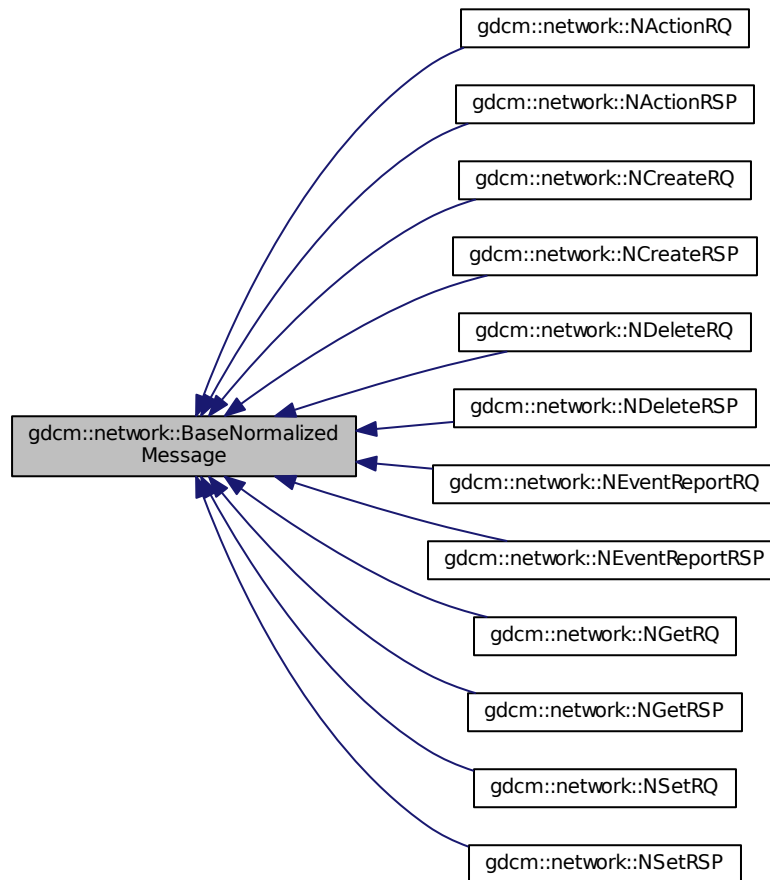 gdcm::network::NActionRQ
gdcm::network::NActionRSP
gdcm::network::NCreateRQ
gdcm::network::NCreateRSP
gdcm::network::NDeleteRQ
gdcm::network::BaseNormalized
Message
gdcm::network::NDeleteRSP
gdcm::network::NEventReportRQ
gdcm::network::NEventReportRSP
gdcm::network::NGetRQ
gdcm::network::NGetRSP
gdcm::network::NSetRQ
gdcm::network::NSetRSP